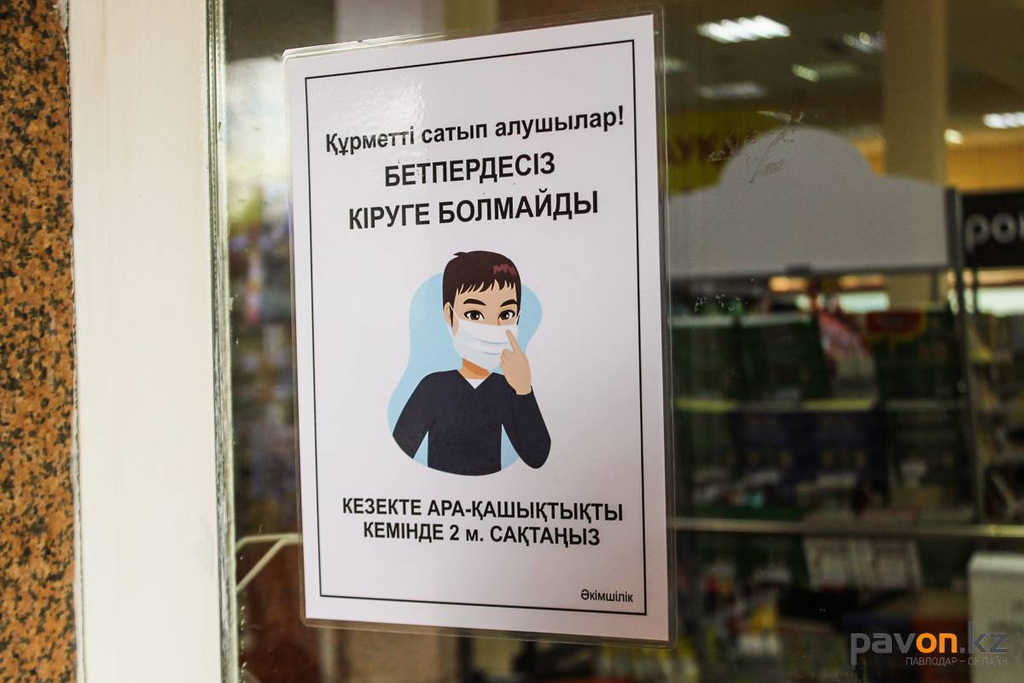 Құрметті сатып алушылар!
БЕТПЕРДЕСІЗ
КІРУГЕ БОЛМАЙДЫ
КЕЗЕКТЕ АРА-ҚАШЫҚТЫҚТЫ
КЕМІНДЕ 2 м. САҚТАҢЫЗ
Әкімшілік
pavon.kz
ПАВЛОДАР - ОНЛАЙН